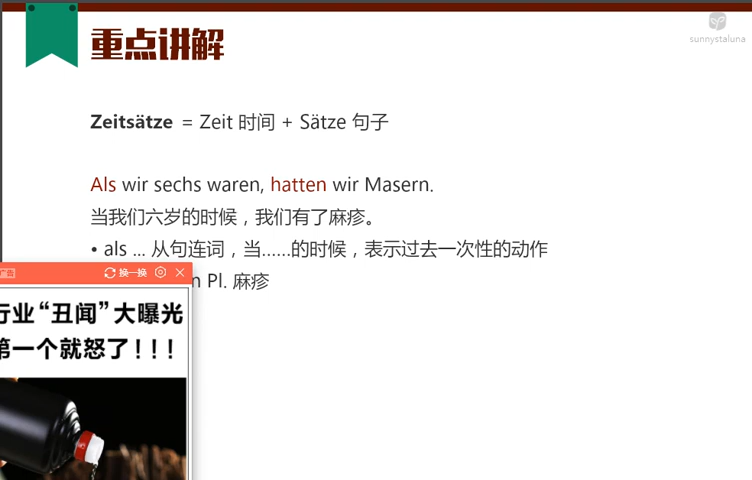 重点讲解
sunnystaluna
Zeitsätze = Zeit 时间 + Sätze 句子
Als wir sechs waren, hatten wir Masern.
当我们六岁的时候，我们有了麻疹。
• als ... 从句连词，当……的时候，表示过去一次性的动作
n Pl. 麻疹
换一换
行业“丑闻”大曝光
第一个就怒了！！！